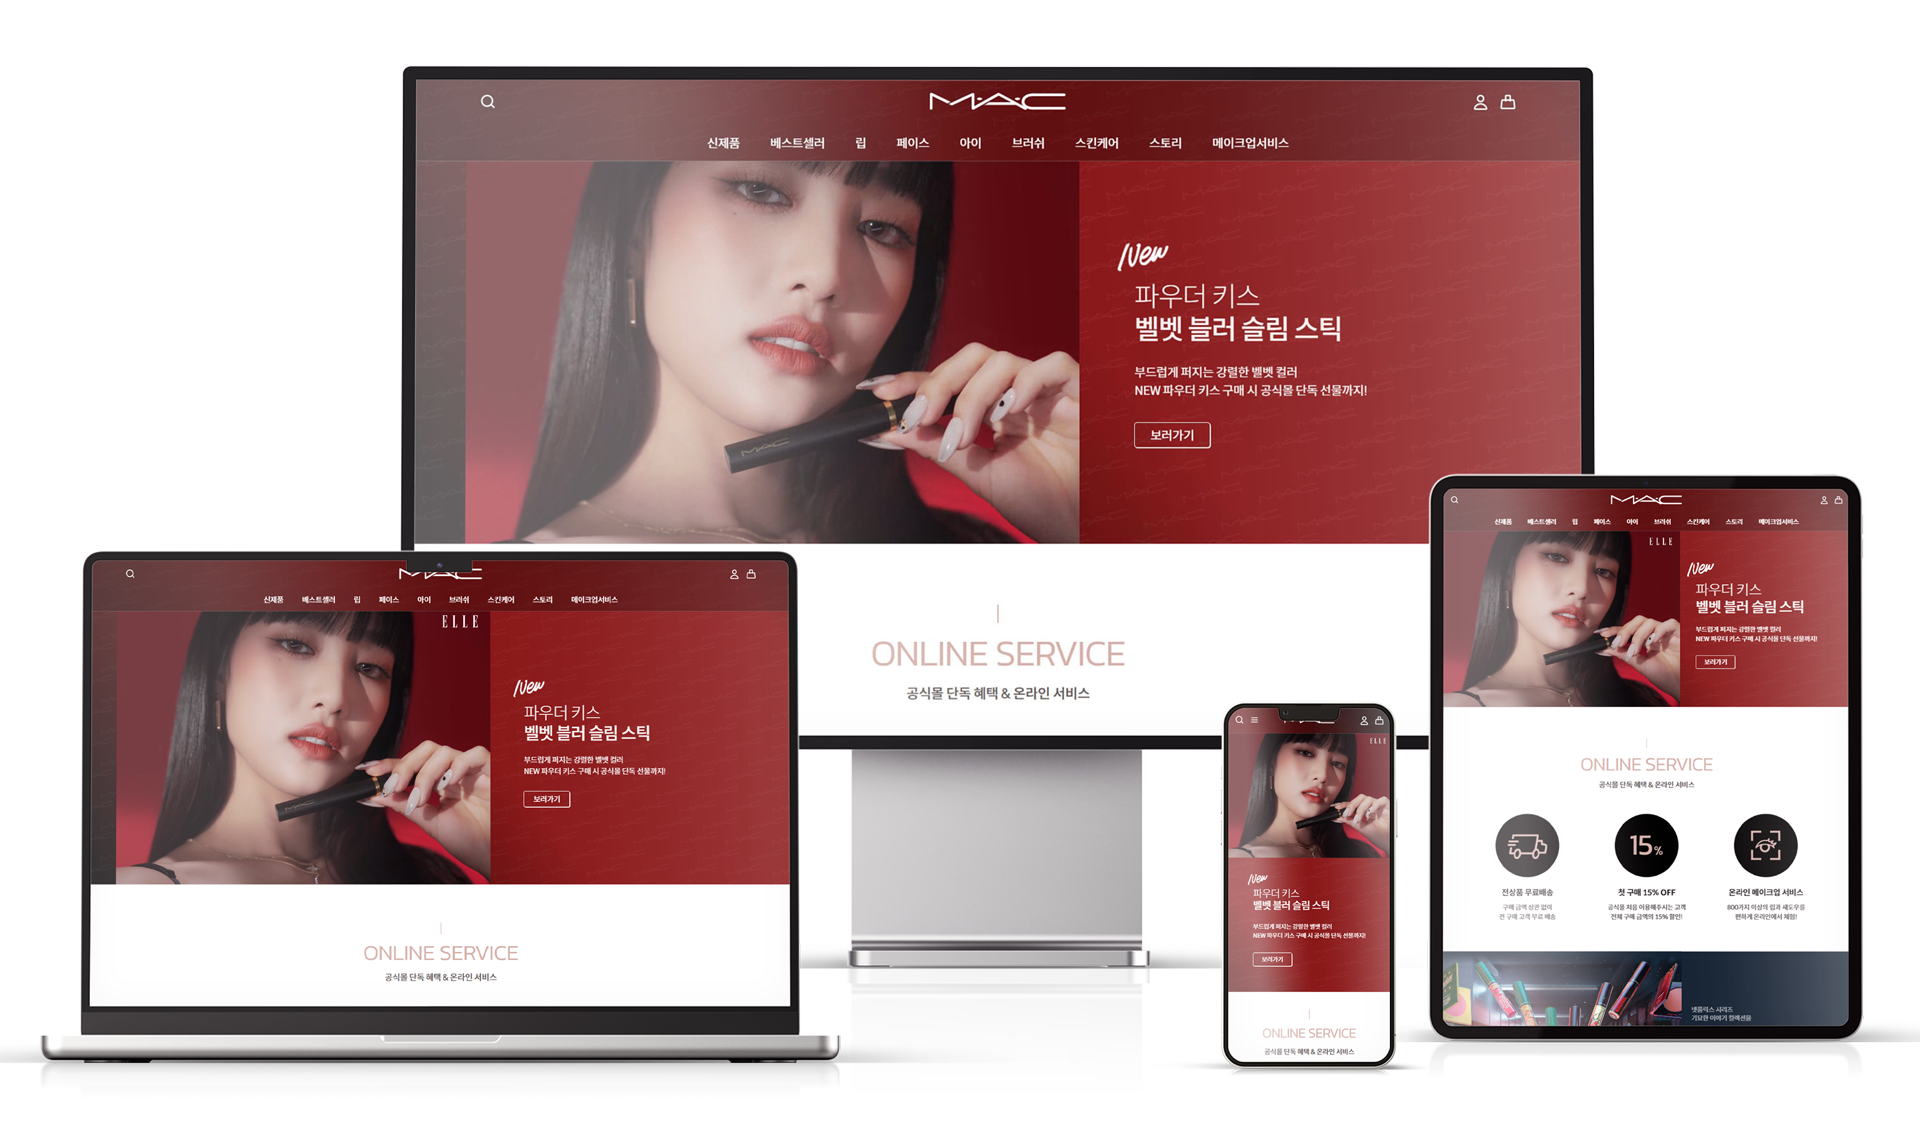 M·A·C
신제품 베스트셀러 립 페이스 아이 브러쉬 스킨케어 스토리 메이크업서비스
New
파우더 키스
벨벳 블러 슬림 스틱
부드럽게 퍼지는 강렬한 벨벳 컬러
NEW 파우더 키스 구매 시 공식몰 단독 선물까지!
보러가기
MAC
ONLINE SERVICE
공식몰 단독 혜택 & 온라인 서비스
MAC
신제품 베스트셀러 립 페이스 아이 브러쉬 스킨케어 스토리 메이크업서비스
ELLE
New
파우더 키스
벨벳 블러 슬림 스틱
부드럽게 퍼지는 강렬한 벨벳 컬러
NEW 파우더 키스 구매 시 공식몰 단독 선물까지!
보러가기
MAC
ONLINE SERVICE
공식몰 단독 혜택 & 온라인 서비스
ELLE
New
파우더 키스
벨벳 블러 슬림 스틱
부드럽게 퍼지는 강렬한 벨벳 컬러
NEW 파우더 키스 구매 시 공식몰 단독 선물까지!
보러가기
ONLINE SERVICE
공식몰 단독 혜택 & 온라인 서비스
M·A·C
신제품 베스트셀러 립 페이스 아이 브러쉬 스킨케어 스토리 메이크업서비스
ELLE
New
파우더 키스
벨벳 블러 슬림 스틱
부드럽게 퍼지는 강렬한 벨벳 컬러
NEW 파우더 키스 구매 시 공식몰 단독 선물까지!
보러가기
ONLINE SERVICE
공식몰 단독 혜택 & 온라인 서비스
15%
전상품 무료배송
구매 금액 상관 없이
전 구매 고객 무료 배송
첫 구매 15% OFF
공식몰 처음 이용해주시는 고객
전체 구매 금액의 15% 할인!
온라인 메이크업 서비스
800가지 이상의 립과 섀도우를
편하게 온라인에서 체험!
넷플릭스 시리즈
기묘한 이야기 컬렉션을